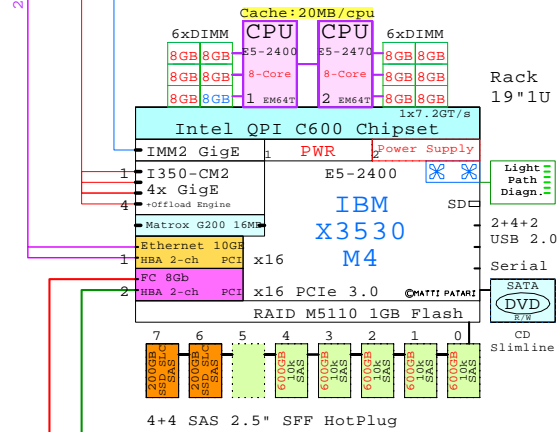 2
Cache:20MB/cpu
6xDIMM
CPU
CPU
6xDIMM
8GB 8GB
E5-2400
E5-2470
8GB 8GB
8GB 8GB
8-Core
8-Core
8GB 8GB
8GB 8GB
1 EM64T
2 EM64T
8GB 8GB
Rack
19"1U
1x7.2GT/s
Intel QPI C600 Chipset
IMM2 GigE
1
PWR
2
Power Supply
1
I350-CM2
E5-2400
4x GigE
4
+Offload Engine
Light
Path
Diagn.
IBM
X3530
M4
SD
Matrox G200 16MB
2+4+2
USB 2.0
Ethernet 10GB
1
HBA 2-ch PCI
x16
Serial
FC 8Gb
2
HBA 2-ch PCI
x16 PCIe 3.0
©MATTI PATARI
SATA
DVD
R/W
RAID M5110 1GB Flash
CD
Slimline
7
6
5
4
3
2
1
0
200GB
SSD SLC
SAS
200GB
SSD SLC
SAS
600GB
10k
SAS
600GB
10k
SAS
600GB
10k
SAS
600GB
10k
SAS
600GB
10k
SAS
4+4 SAS 2.5" SFF HotPlug